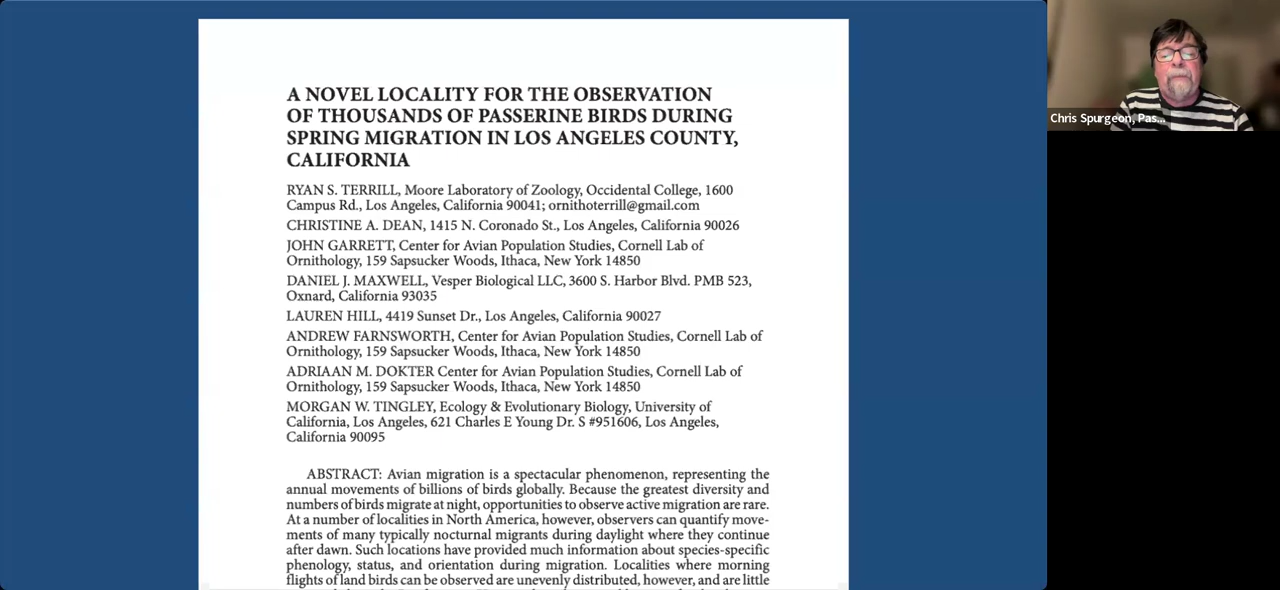 A NOVEL LOCALITY FOR THE OBSERVATION
OF THOUSANDS OF PASSERINE BIRDS DURING
SPRING MIGRATION IN LOS ANGELES COUNTY,
CALIFORNIA
RYAN S. TERRILL, Moore Laboratory of Zoology, Occidental College, 1600
Campus Rd., Los Angeles, California 90041; ornithoterrill@gmail.com
CHRISTINE A. DEAN, 1415 N. Coronado St., Los Angeles, California 90026
JOHN GARRETT, Center for Avian Population Studies, Cornell Lab of
Ornithology, 159 Sapsucker Woods, Ithaca, New York 14850
DANIEL J. MAXWELL, Vesper Biological LLC, 3600 S. Harbor Blvd. PMB 523,
Oxnard, California 93035
LAUREN HILL, 4419 Sunset Dr., Los Angeles, California 90027
ANDREW FARNSWORTH, Center for Avian Population Studies, Cornell Lab of
Ornithology, 159 Sapsucker Woods, Ithaca, New York 14850
ADRIAAN M. DOKTER Center for Avian Population Studies, Cornell Lab of
Ornithology, 159 Sapsucker Woods, Ithaca, New York 14850
MORGAN W. TINGLEY, Ecology & Evolutionary Biology, University of
California, Los Angeles, 621 Charles E Young Dr. S #951606, Los Angeles,
California 90095
ABSTRACT: Avian migration is a spectacular phenomenon, representing the
annual movements of billions of birds globally. Because the greatest diversity and
numbers of birds migrate at night, opportunities to observe active migration are rare.
At a number of localities in North America, however, observers can quantify move-
ments of many typically nocturnal migrants during daylight where they continue
after dawn. Such locations have provided much information about species-specific
phenology, status, and orientation during migration. Localities where morning
flights of land birds can be observed are unevenly distributed, however, and are little
Chris Spurgeon, Pas...